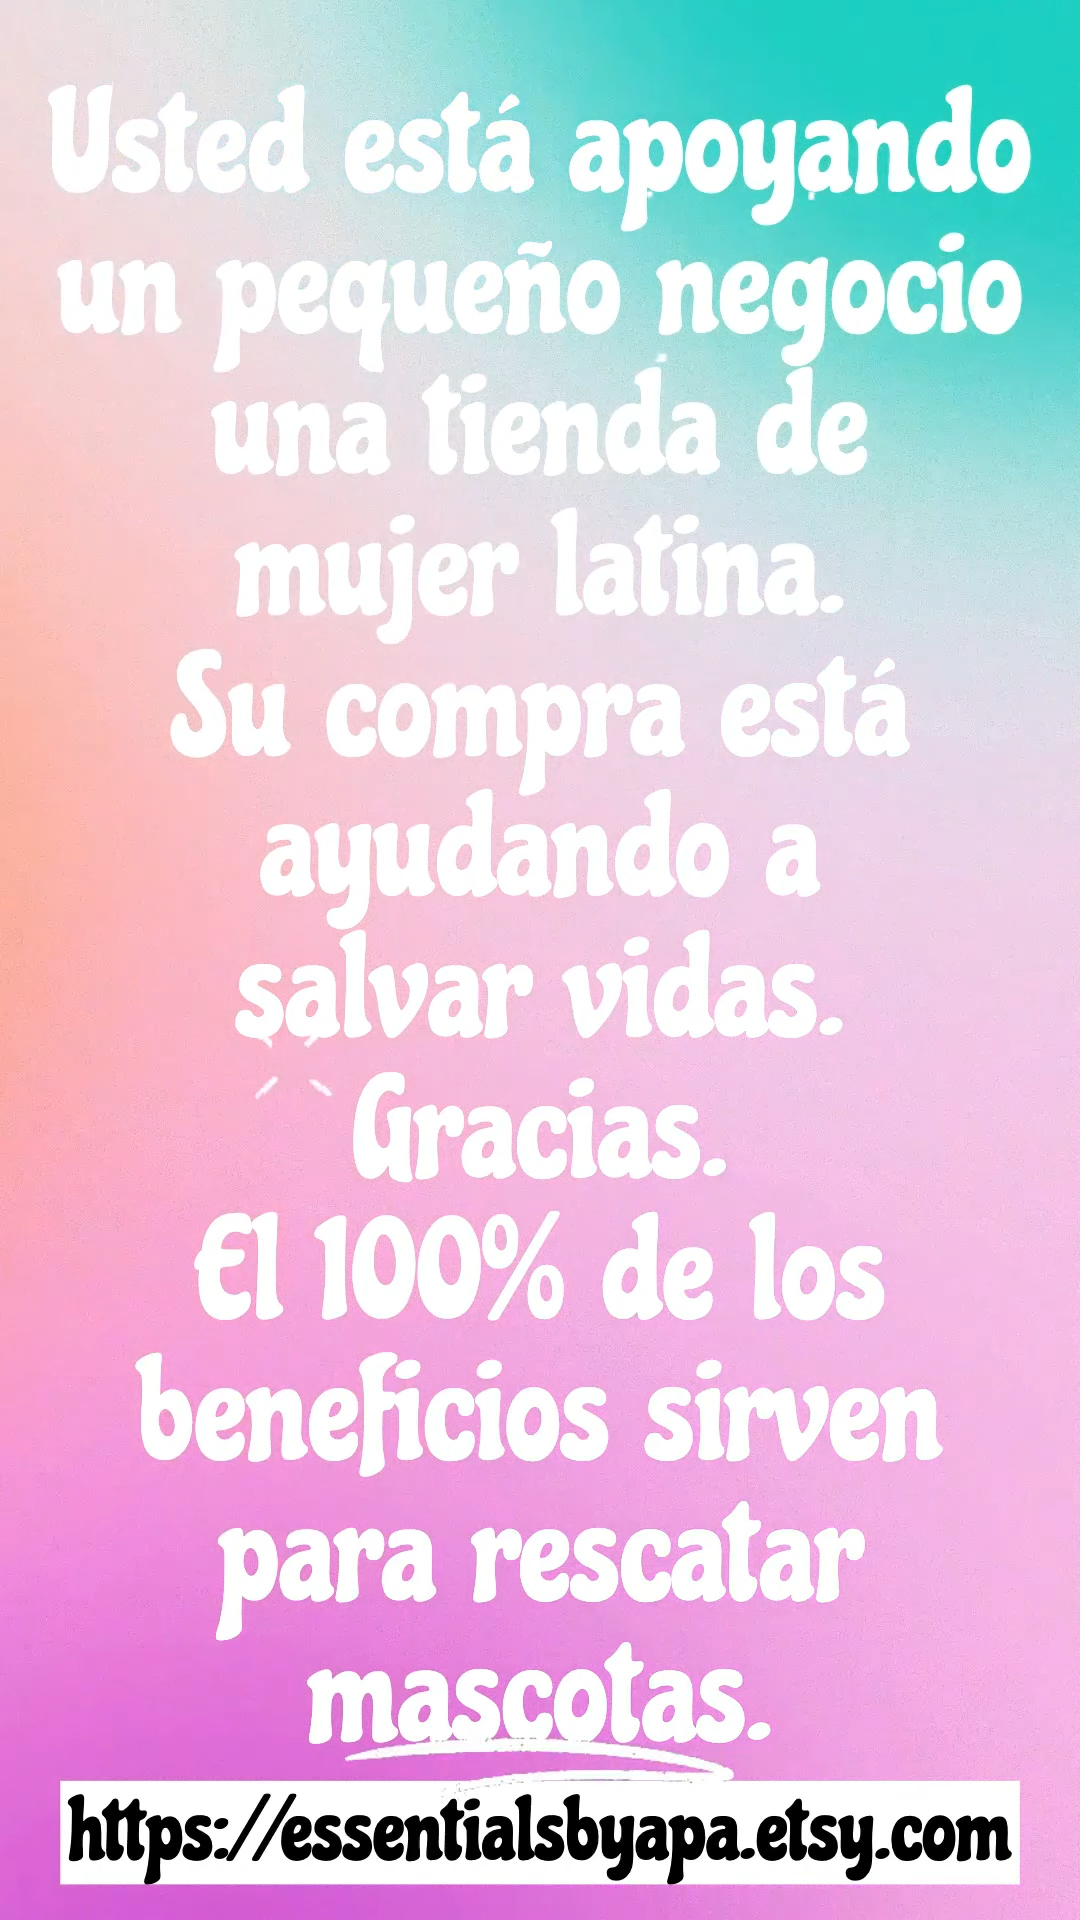 Usted está apoyando
un pequeño negocio
una tienda de
mujer latina.
Su compra está
ayudando a
salvar vidas.
Gracias.
El 100% de los
beneficios sirven
para rescatar
mascotas.
https://essentialsbyapa.etsy.com